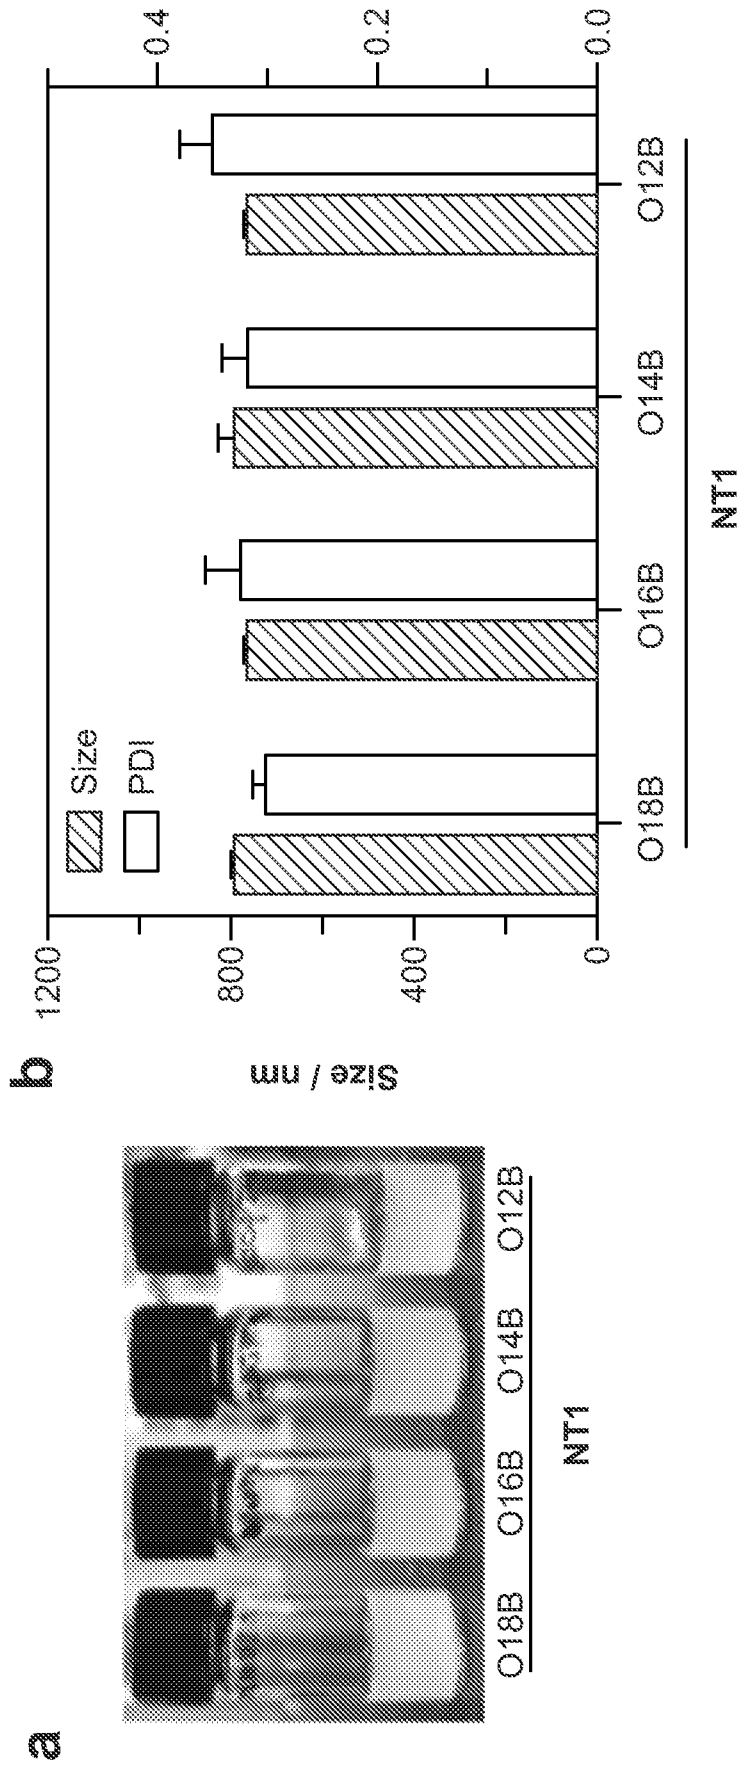 a
O18B O16B O14B O12B
NT1
b
Size / nm
1200
800
400
0
Size
PDI
0.4
0.2
0.0
O18B O16B O14B O12B
NT1